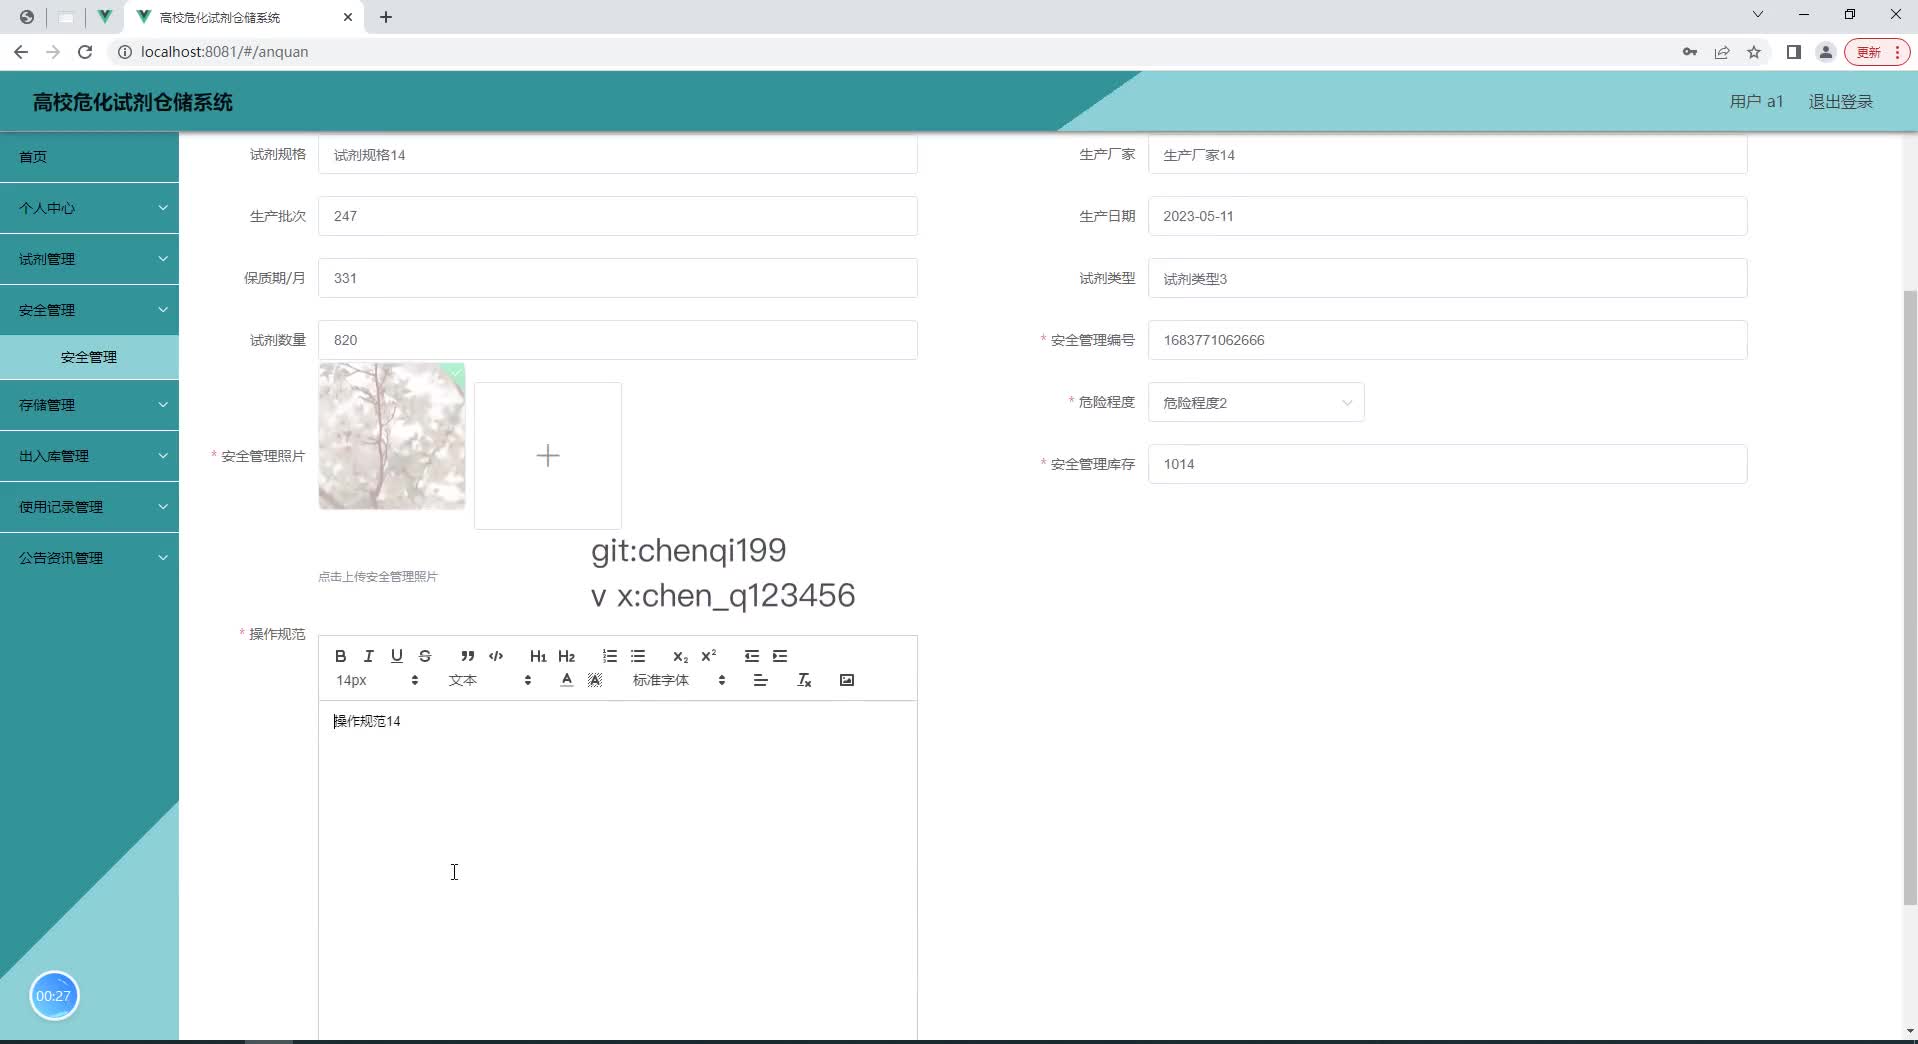 高校危化试剂仓储系统
localhost:8081/#/anquan
更新
高校危化试剂仓储系统
用户 a1
退出登录
首页
个人中心
试剂管理
安全管理
安全管理
存储管理
出入库管理
使用记录管理
公告资讯管理
试剂规格 试剂规格14
生产厂家 生产厂家14
生产批次 247
生产日期 2023-05-11
保质期/月 331
试剂类型 试剂类型3
试剂数量 820
* 安全管理编号 1683771062666
* 安全管理照片
* 危险程度 危险程度2
* 安全管理库存 1014
点击上传安全管理照片
git:chenqi199
v x:chen_q123456
* 操作规范
B I U S H1 H2 X2 X2
14px 文本 A A 标准字体 Tx
操作规范14
00:27